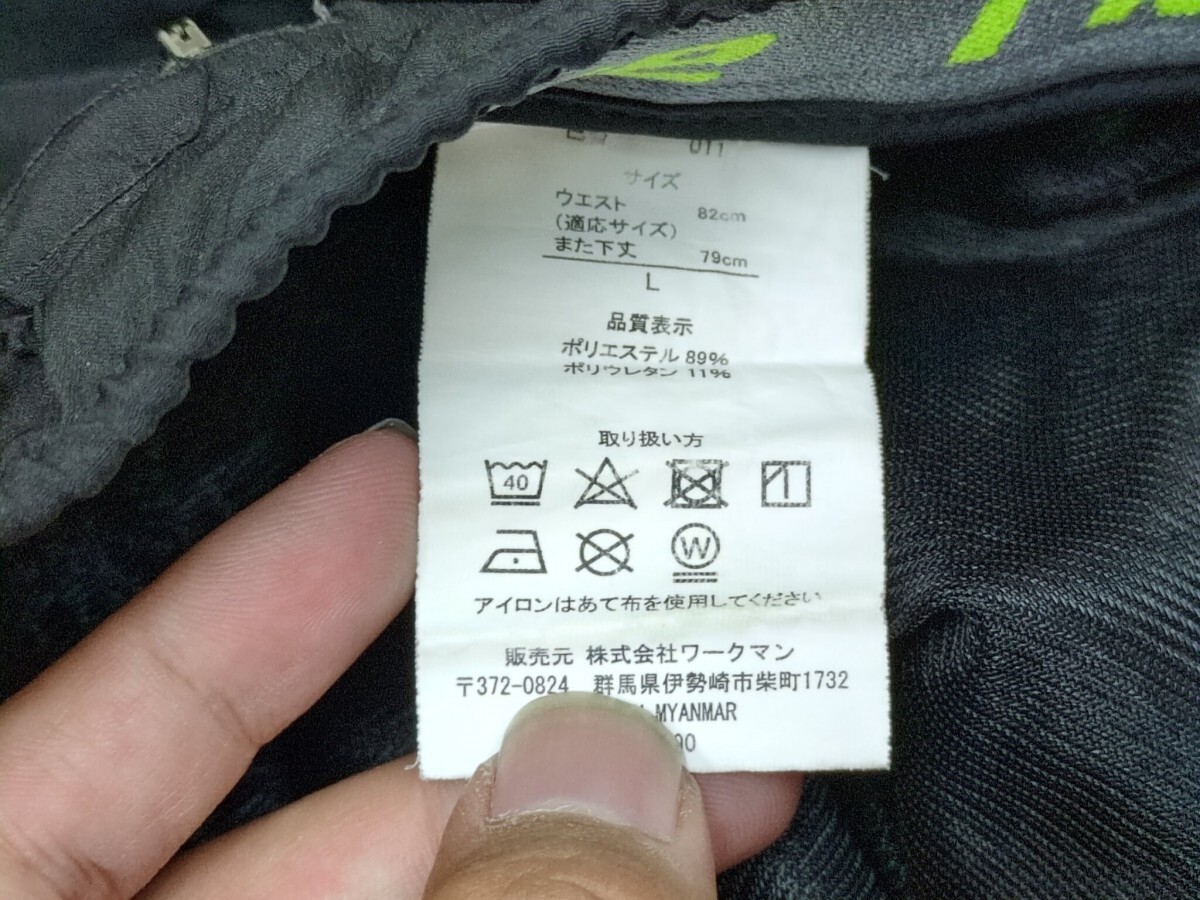 011
サイズ
ウエスト 82cm
(適応サイズ)
また下丈 79cm
L
品質表示
ポリエステル 89%
ポリウレタン 11%
取り扱い方
40
W
アイロンはあて布を使用してください
販売元 株式会社ワークマン
〒372-0824 群馬県伊勢崎市柴町1732
MYANMAR